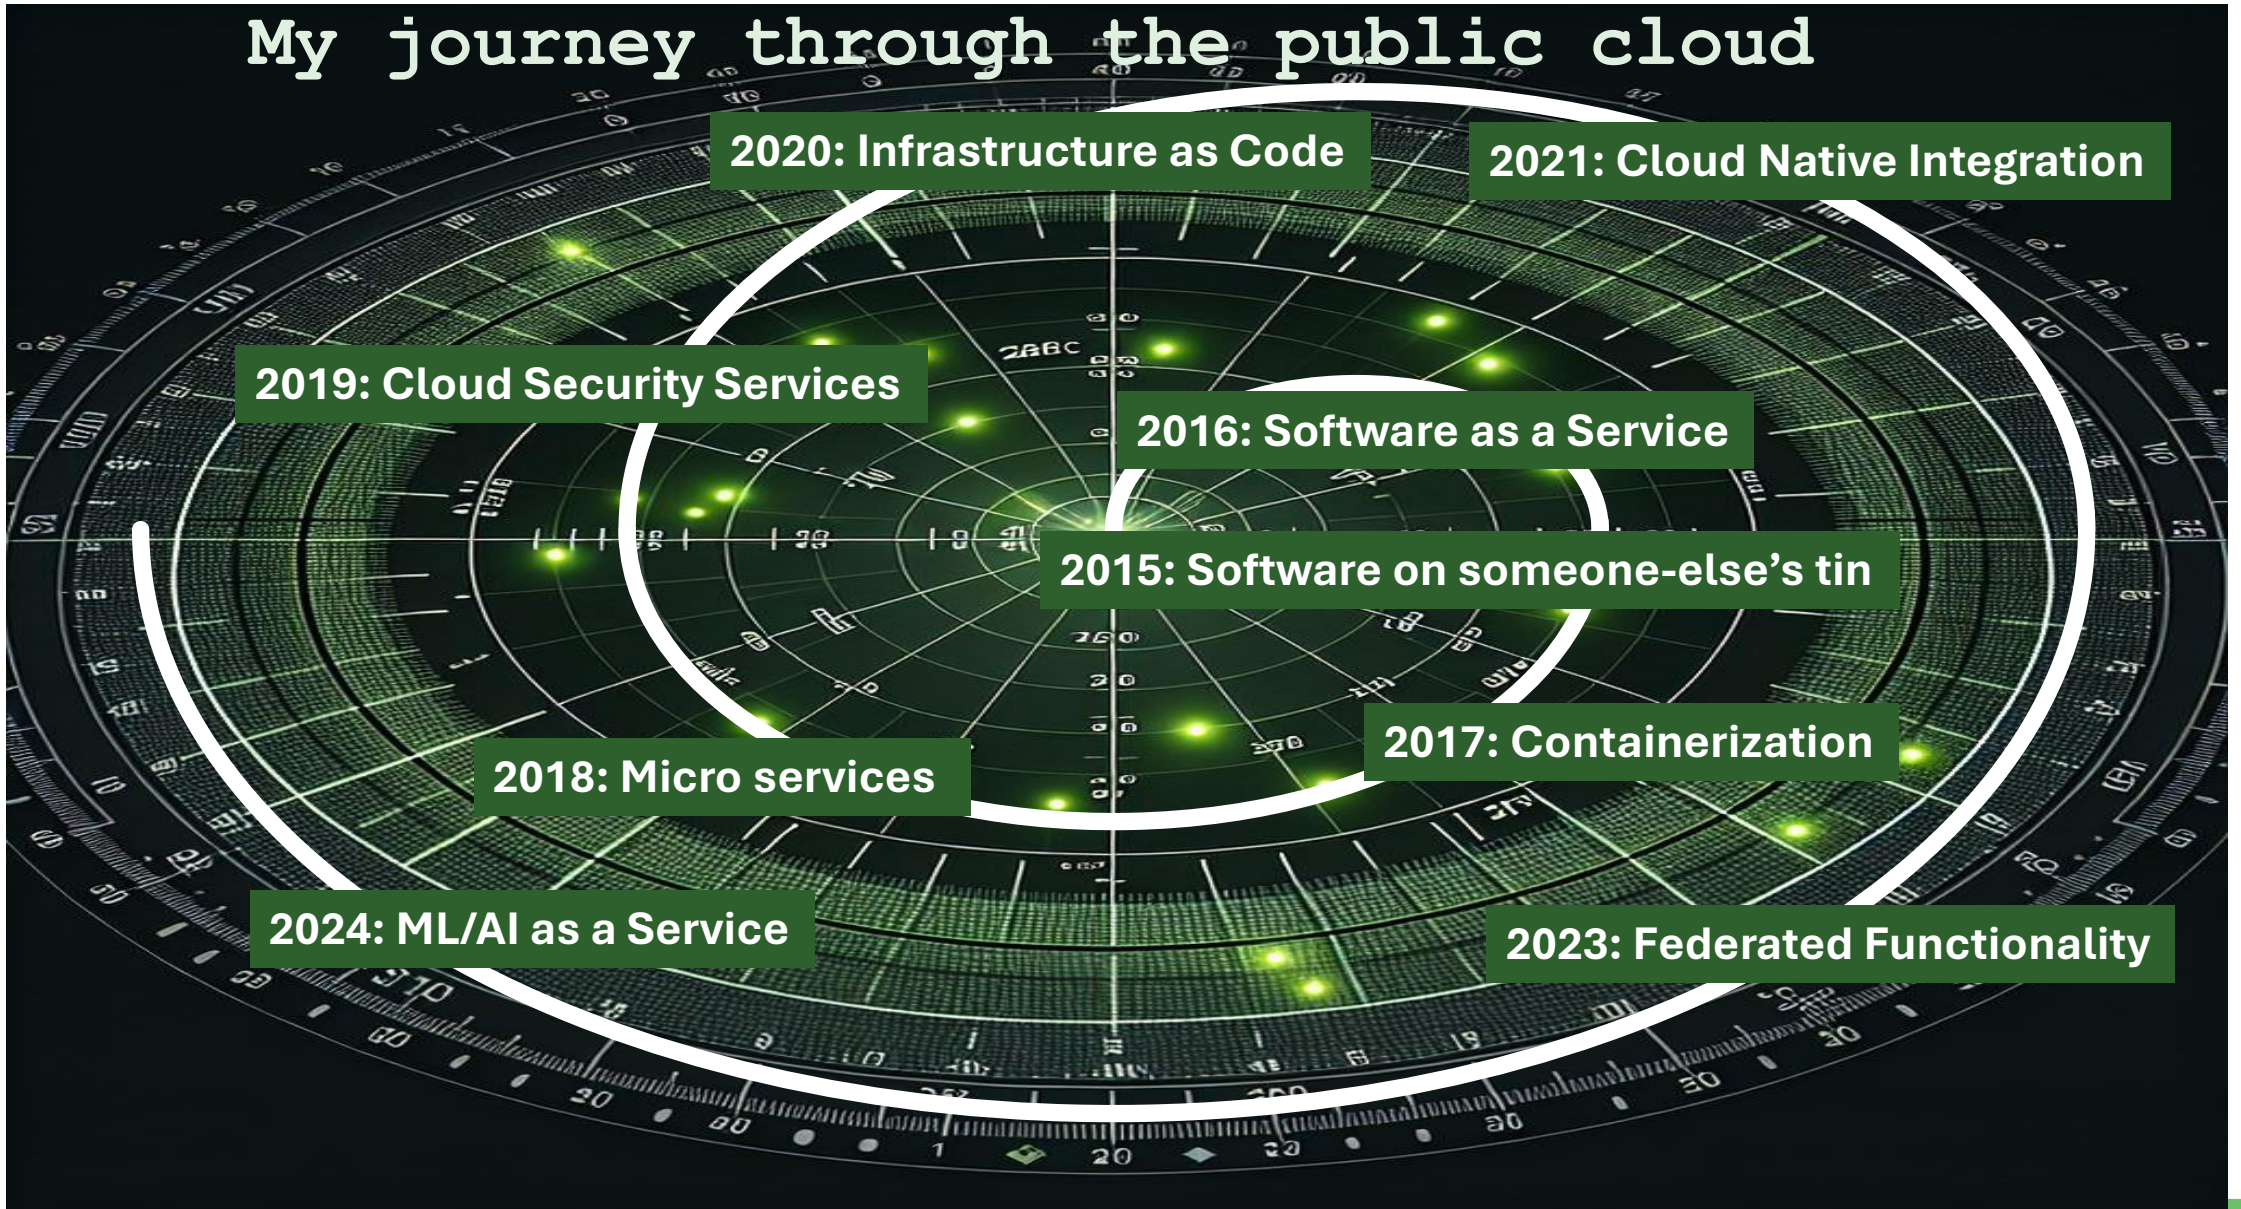 My journey through the public cloud
2020: Infrastructure as Code
2021: Cloud Native Integration
2019: Cloud Security Services
2016: Software as a Service
2015: Software on someone-else’s tin
2017: Containerization
2018: Micro services
2024: ML/AI as a Service
2023: Federated Functionality